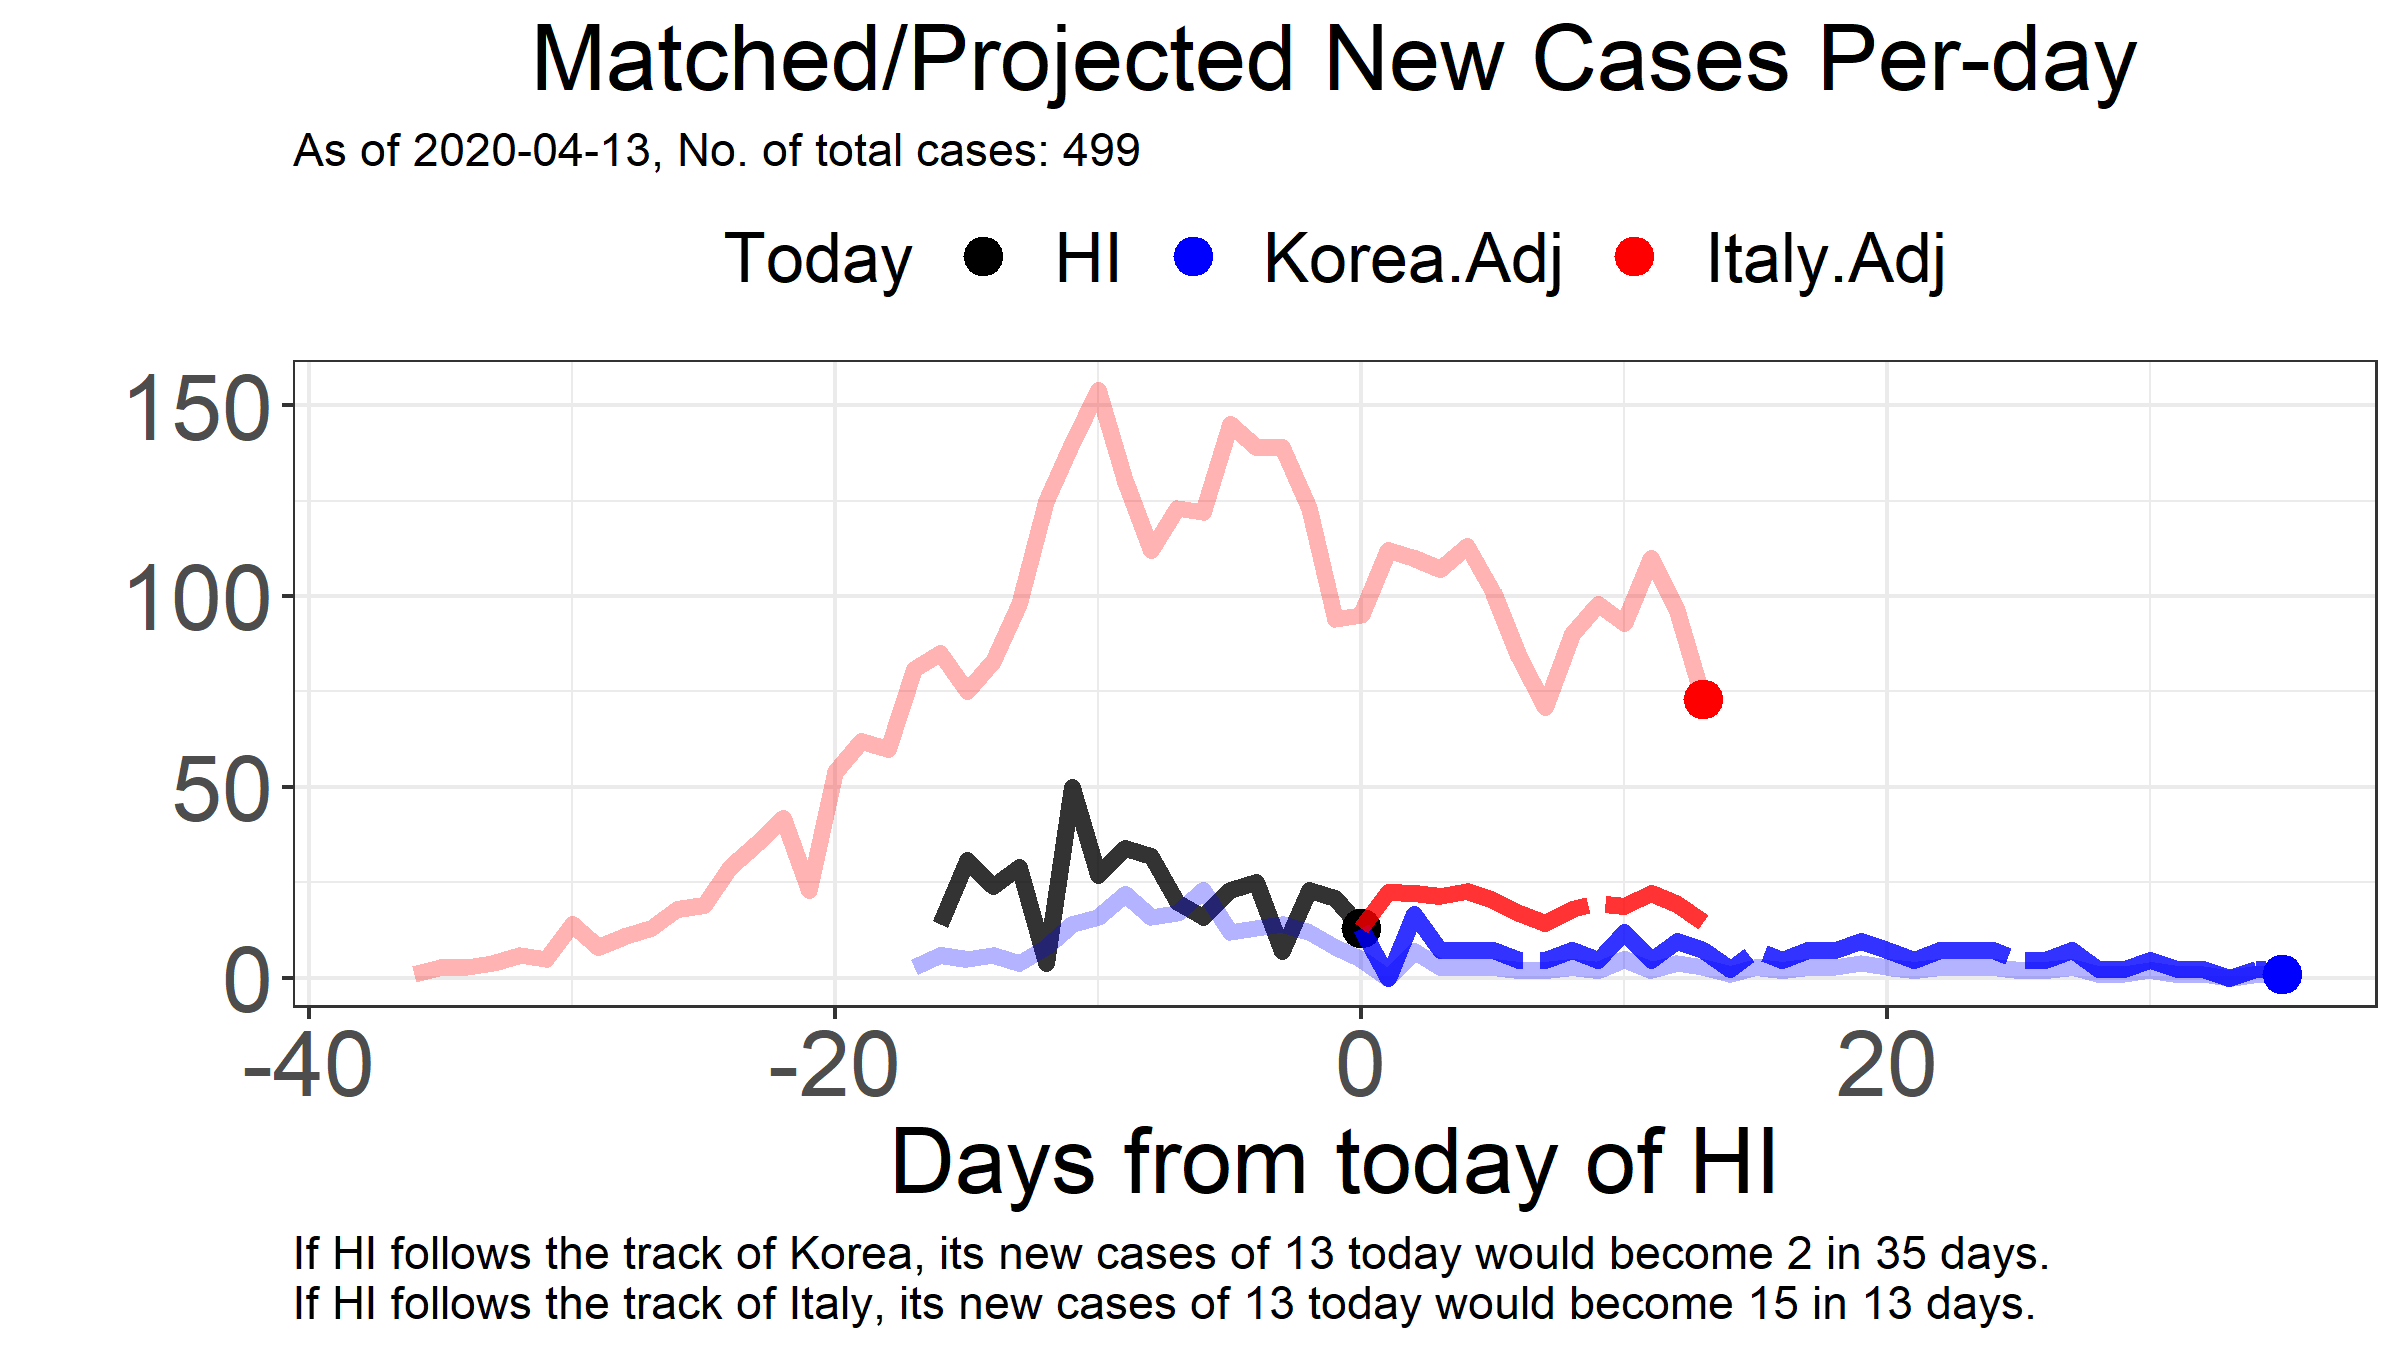 Matched/Projected New Cases Per-day
As of 2020-04-13, No. of total cases: 499
Today HI Korea.Adj Italy.Adj
150
100
50
0
-40 -20 0 20
Days from today of HI
If HI follows the track of Korea, its new cases of 13 today would become 2 in 35 days.
If HI follows the track of Italy, its new cases of 13 today would become 15 in 13 days.